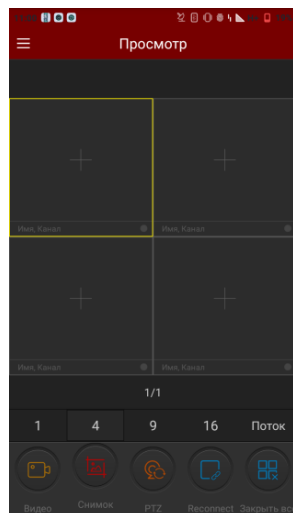 Просмотр
Имя, Канал Имя, Канал
Имя, Канал Имя, Канал
1/1
1 4 9 16 Поток
Видео Снимок PTZ Reconnect Закрыть все